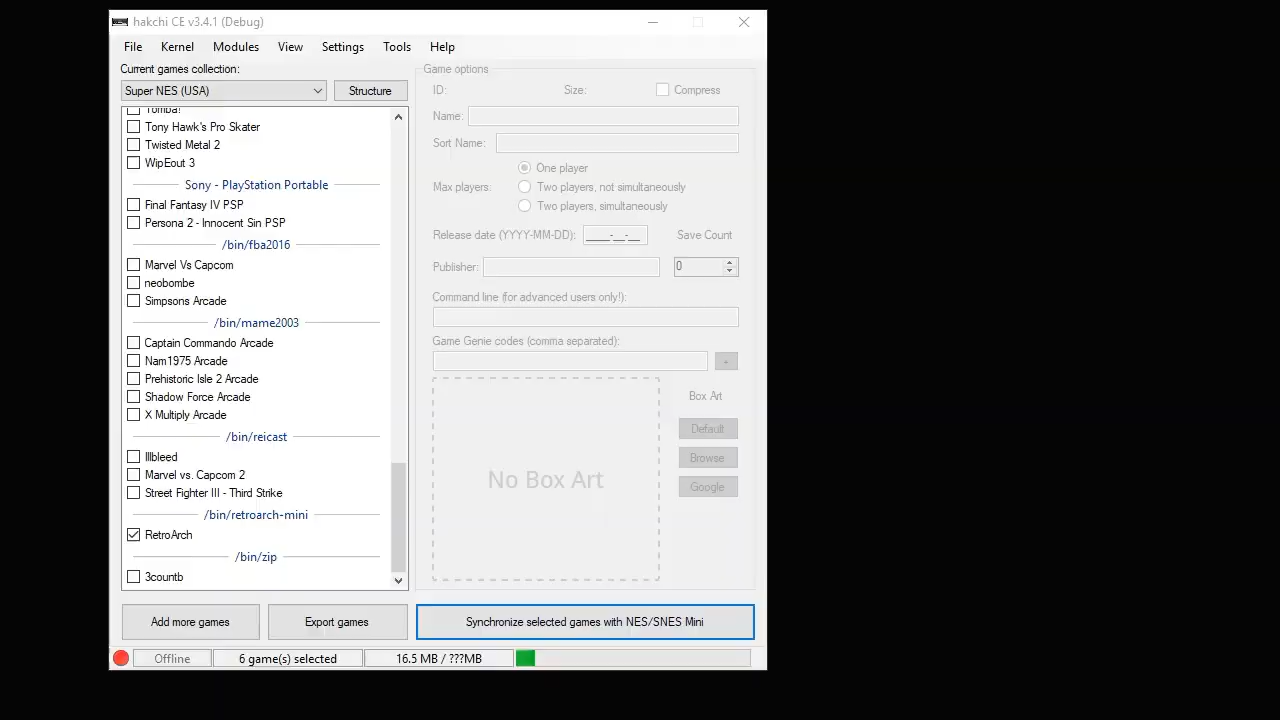 hakchi CE v3.4.1 (Debug)
File Kernel Modules View Settings Tools Help
Current games collection:
Super NES (USA)
Structure
Tomba!
Tony Hawk's Pro Skater
Twisted Metal 2
WipEout 3
Sony - PlayStation Portable
Final Fantasy IV PSP
Persona 2 - Innocent Sin PSP
/bin/fba2016
Marvel Vs Capcom
neobombe
Simpsons Arcade
/bin/mame2003
Captain Commando Arcade
Nam1975 Arcade
Prehistoric Isle 2 Arcade
Shadow Force Arcade
X Multiply Arcade
/bin/reicast
Illbleed
Marvel vs. Capcom 2
Street Fighter III - Third Strike
/bin/retroarch-mini
RetroArch
/bin/zip
3countb
Game options
ID: Size: Compress
Name:
Sort Name:
Max players:
One player
Two players, not simultaneously
Two players, simultaneously
Release date (YYYY-MM-DD): ____-__-__
Save Count
Publisher:
0
Command line (for advanced users only!):
Game Genie codes (comma separated):
No Box Art
Box Art
Default
Browse
Google
Add more games
Export games
Synchronize selected games with NES/SNES Mini
Offline
6 game(s) selected
16.5 MB / ???MB